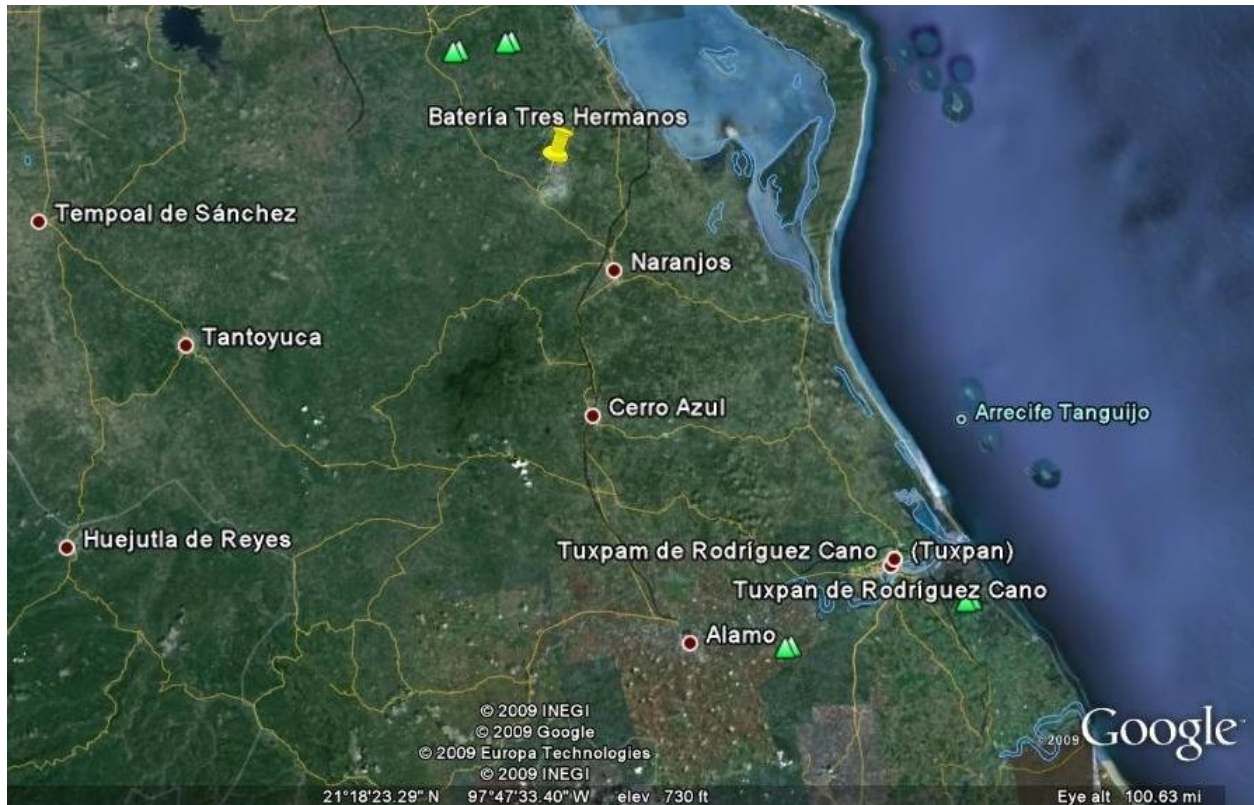 Batería Tres Hermanos
Tempoal de Sánchez
Naranjos
Tantoyuca
Cerro Azul
Arrecife Tanguijo
Huejutla de Reyes
Tuxpam de Rodríguez Cano (Tuxpan)
Tuxpan de Rodríguez Cano
Alamo
© 2009 INEGI
© 2009 Google
© 2009 Europa Technologies
© 2009 INEGI
©2009 Google
21°18'23.29" N 97°47'33.40" W elev 730 ft Eye alt 100.63 mi